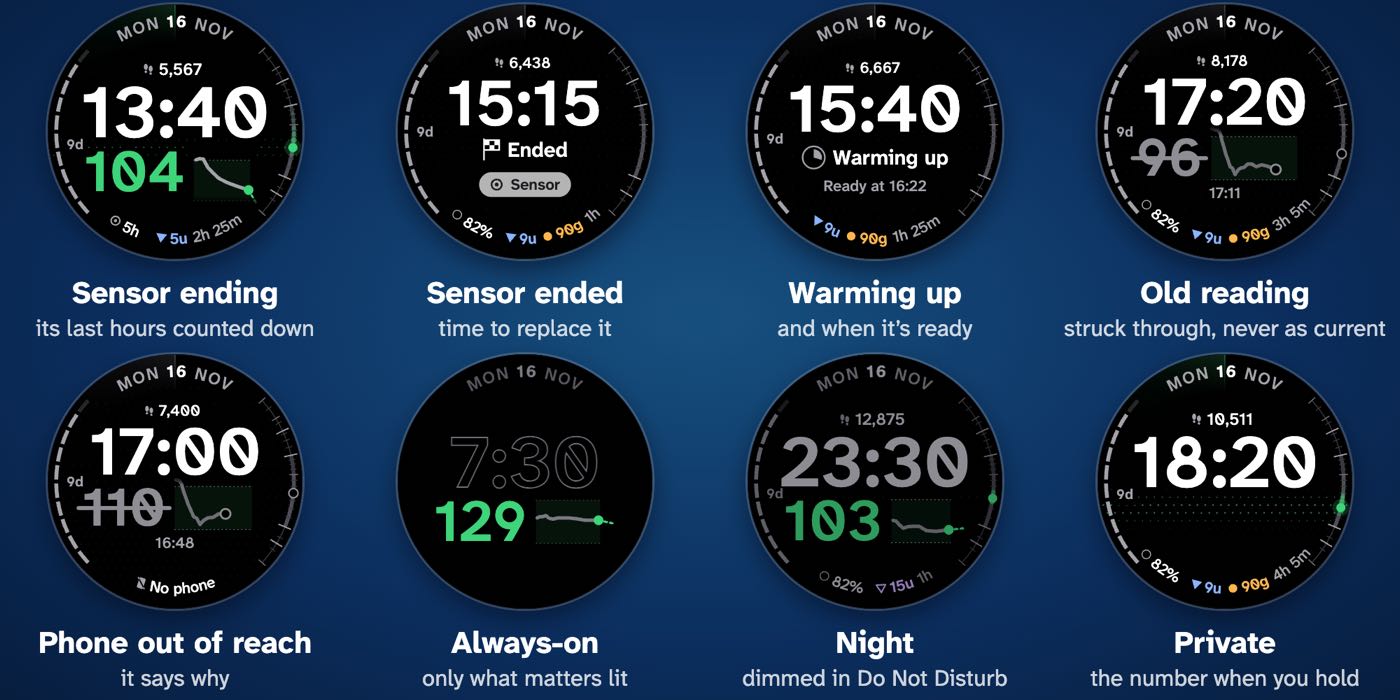 MON 16 NOV
5,567
13:40
9d
104
5h
5u
2h 25m
Sensor ending
its last hours counted down
MON 16 NOV
6,438
15:15
9d
Ended
Sensor
82%
9u
90g
1h
Sensor ended
time to replace it
MON 16 NOV
6,667
15:40
9d
Warming up
Ready at 16:22
9u
90g
1h 25m
Warming up
and when it's ready
MON 16 NOV
8,178
17:20
9d
96
17:11
82%
9u
90g
3h 5m
Old reading
struck through, never as current
MON 16 NOV
7,400
17:00
9d
110
16:48
No phone
Phone out of reach
it says why
MON 16 NOV
7:30
129
Always-on
only what matters lit
MON 16 NOV
12,875
23:30
9d
103
82%
15u
1h
Night
dimmed in Do Not Disturb
MON 16 NOV
10,511
18:20
9d
82%
9u
90g
4h 5m
Private
the number when you hold